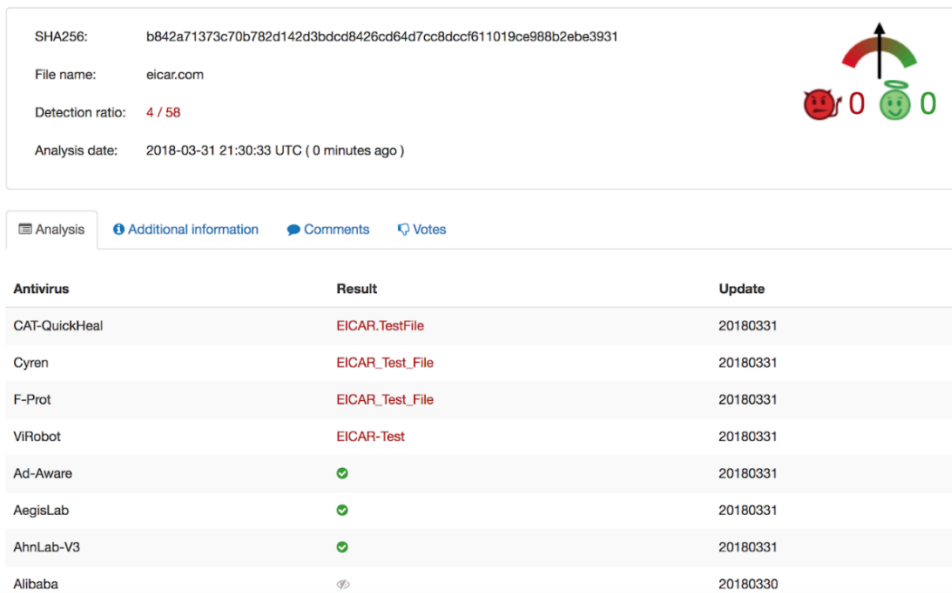 SHA256: b842a71373c70b782d142d3bdcd8426cd64d7cc8dccf611019ce988b2ebe3931
File name: eicar.com
Detection ratio: 4 / 58
Analysis date: 2018-03-31 21:30:33 UTC ( 0 minutes ago )
0 0
Analysis Additional information Comments Votes
Antivirus Result Update
CAT-QuickHeal EICAR.TestFile 20180331
Cyren EICAR_Test_File 20180331
F-Prot EICAR_Test_File 20180331
ViRobot EICAR-Test 20180331
Ad-Aware 20180331
AegisLab 20180331
AhnLab-V3 20180331
Alibaba 20180330